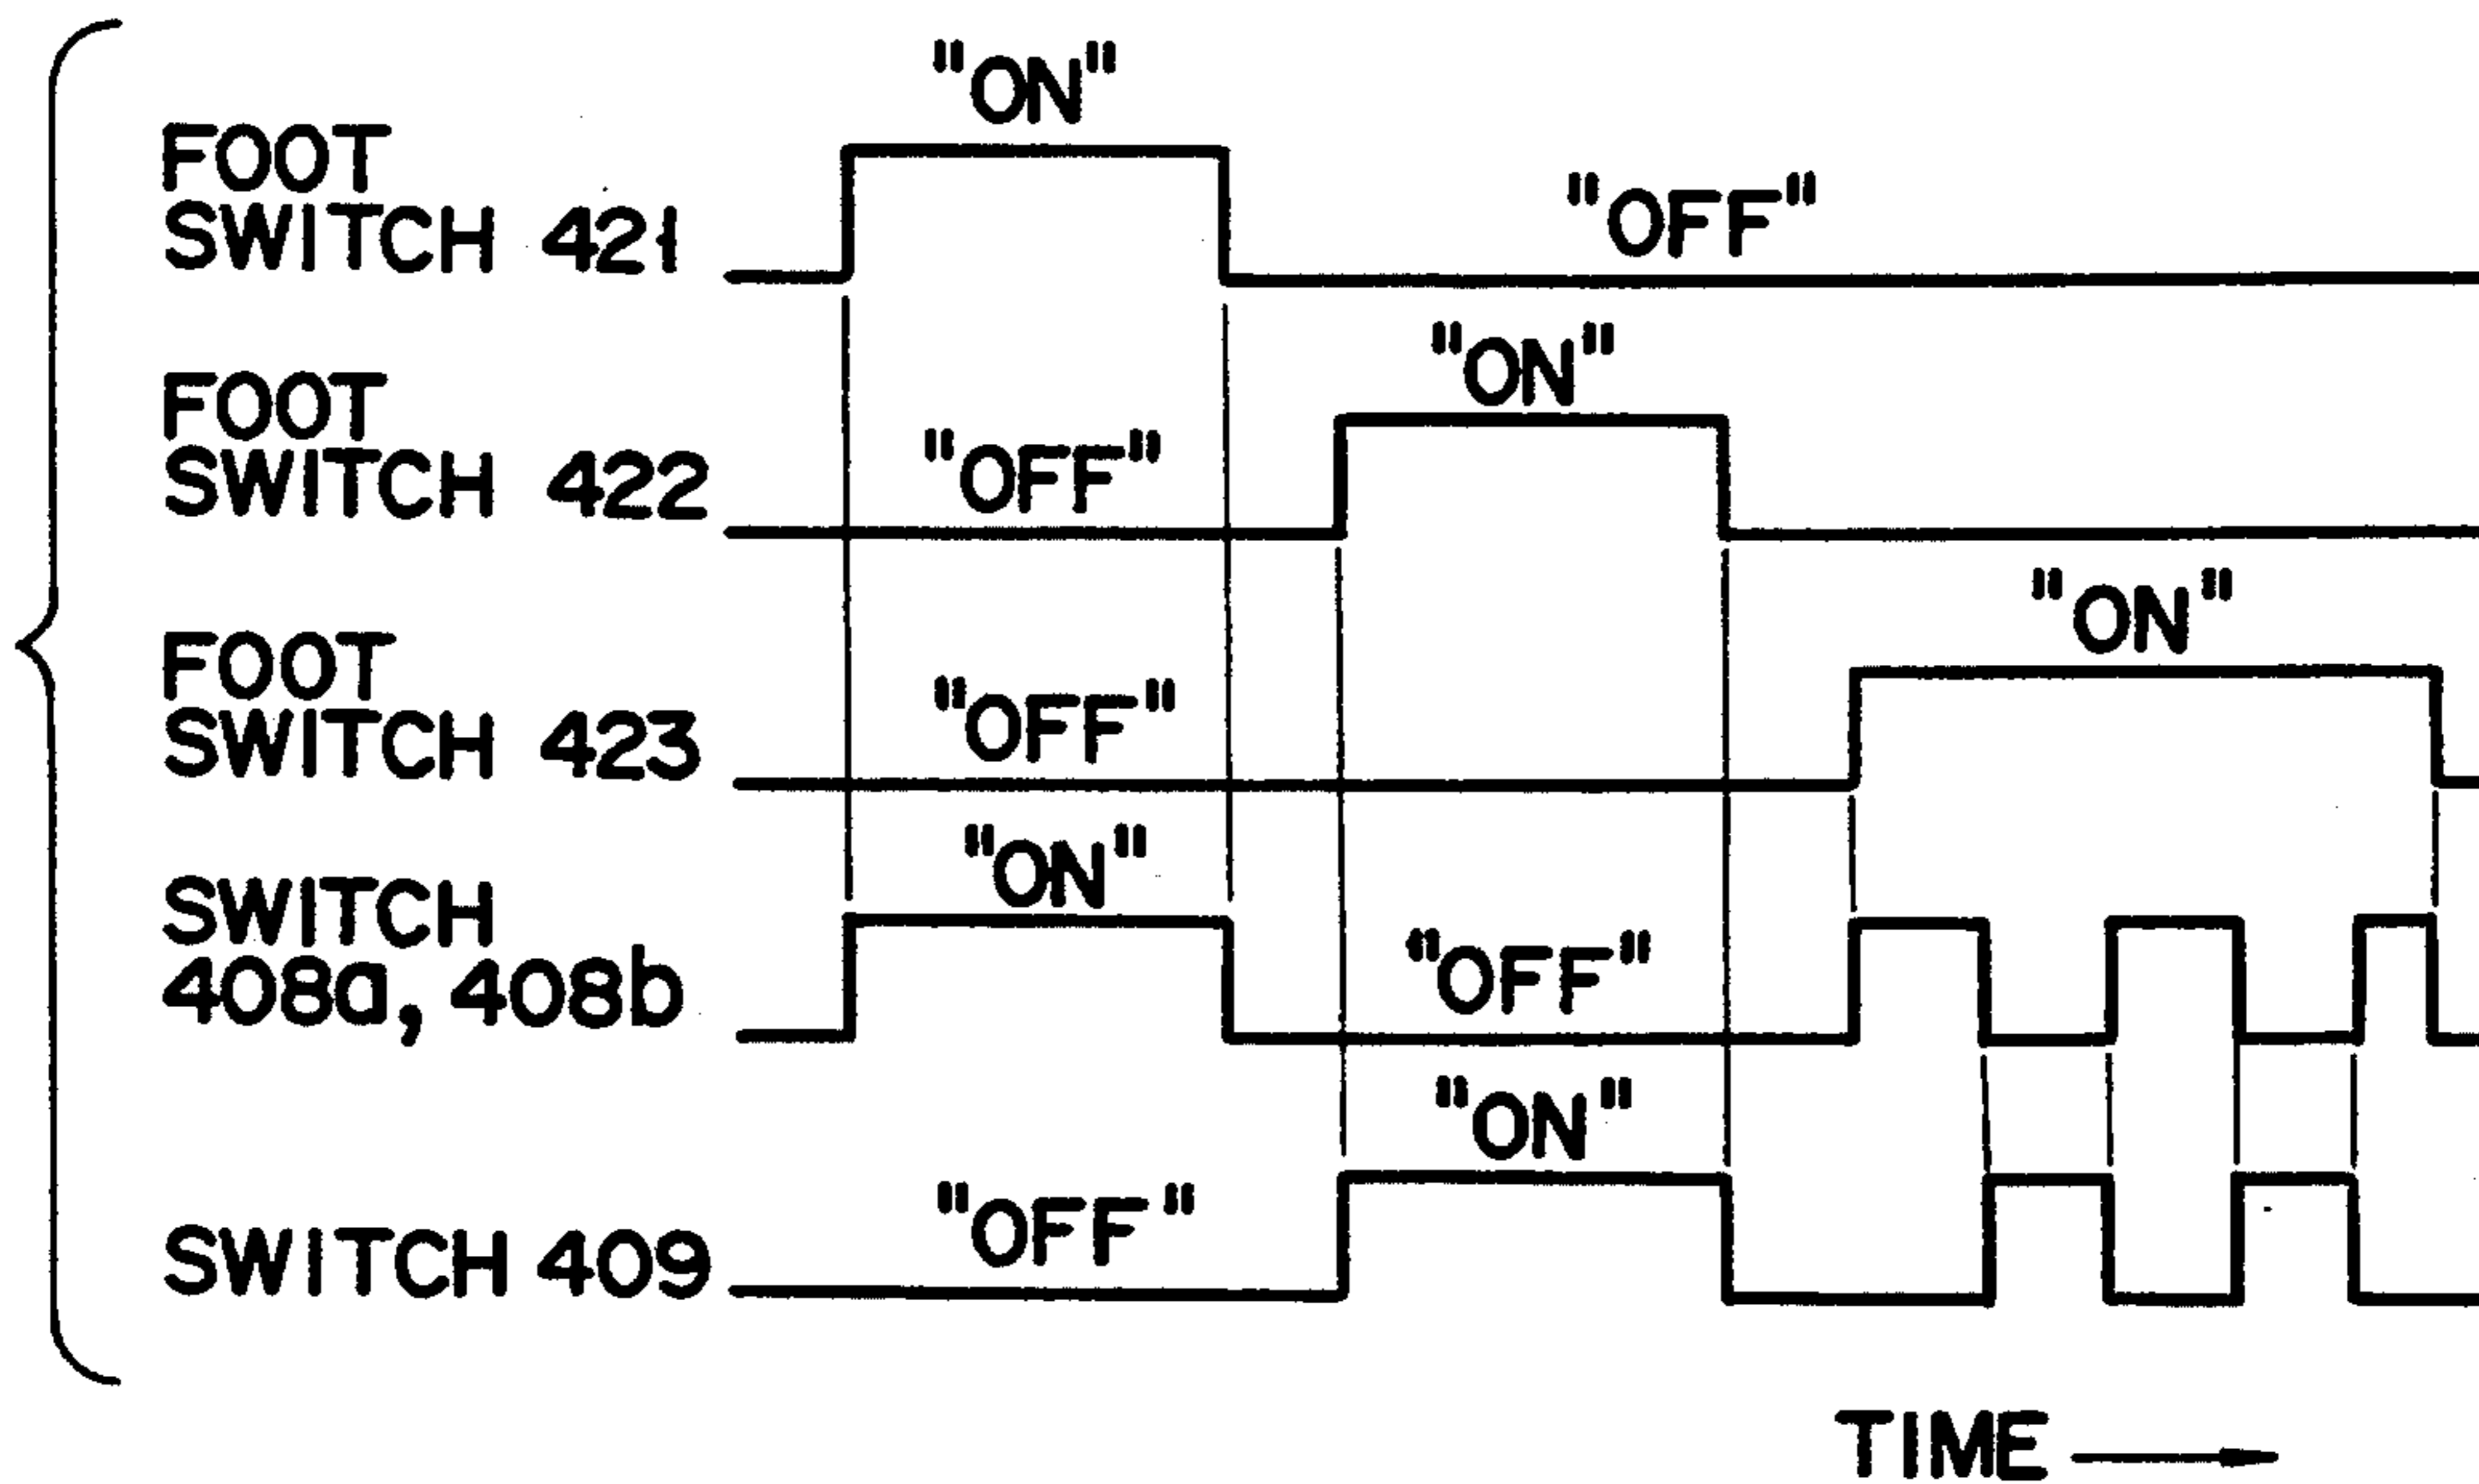 "ON"
FOOT
SWITCH 421
"OFF"
"ON"
FOOT
SWITCH 422
"OFF"
"ON"
FOOT
SWITCH 423
"OFF"
"ON"
SWITCH
408a, 408b
"OFF"
"ON"
SWITCH 409
"OFF"
TIME